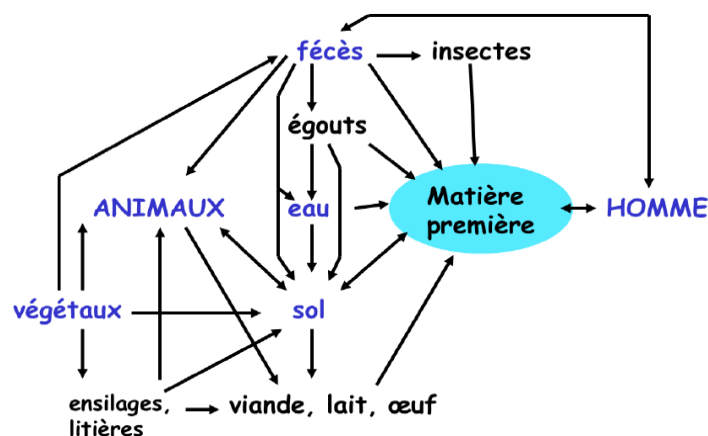 fécès
insectes
égouts
ANIMAUX
eau
Matière
première
HOMME
végétaux
sol
ensilages,
litières
viande, lait, œuf